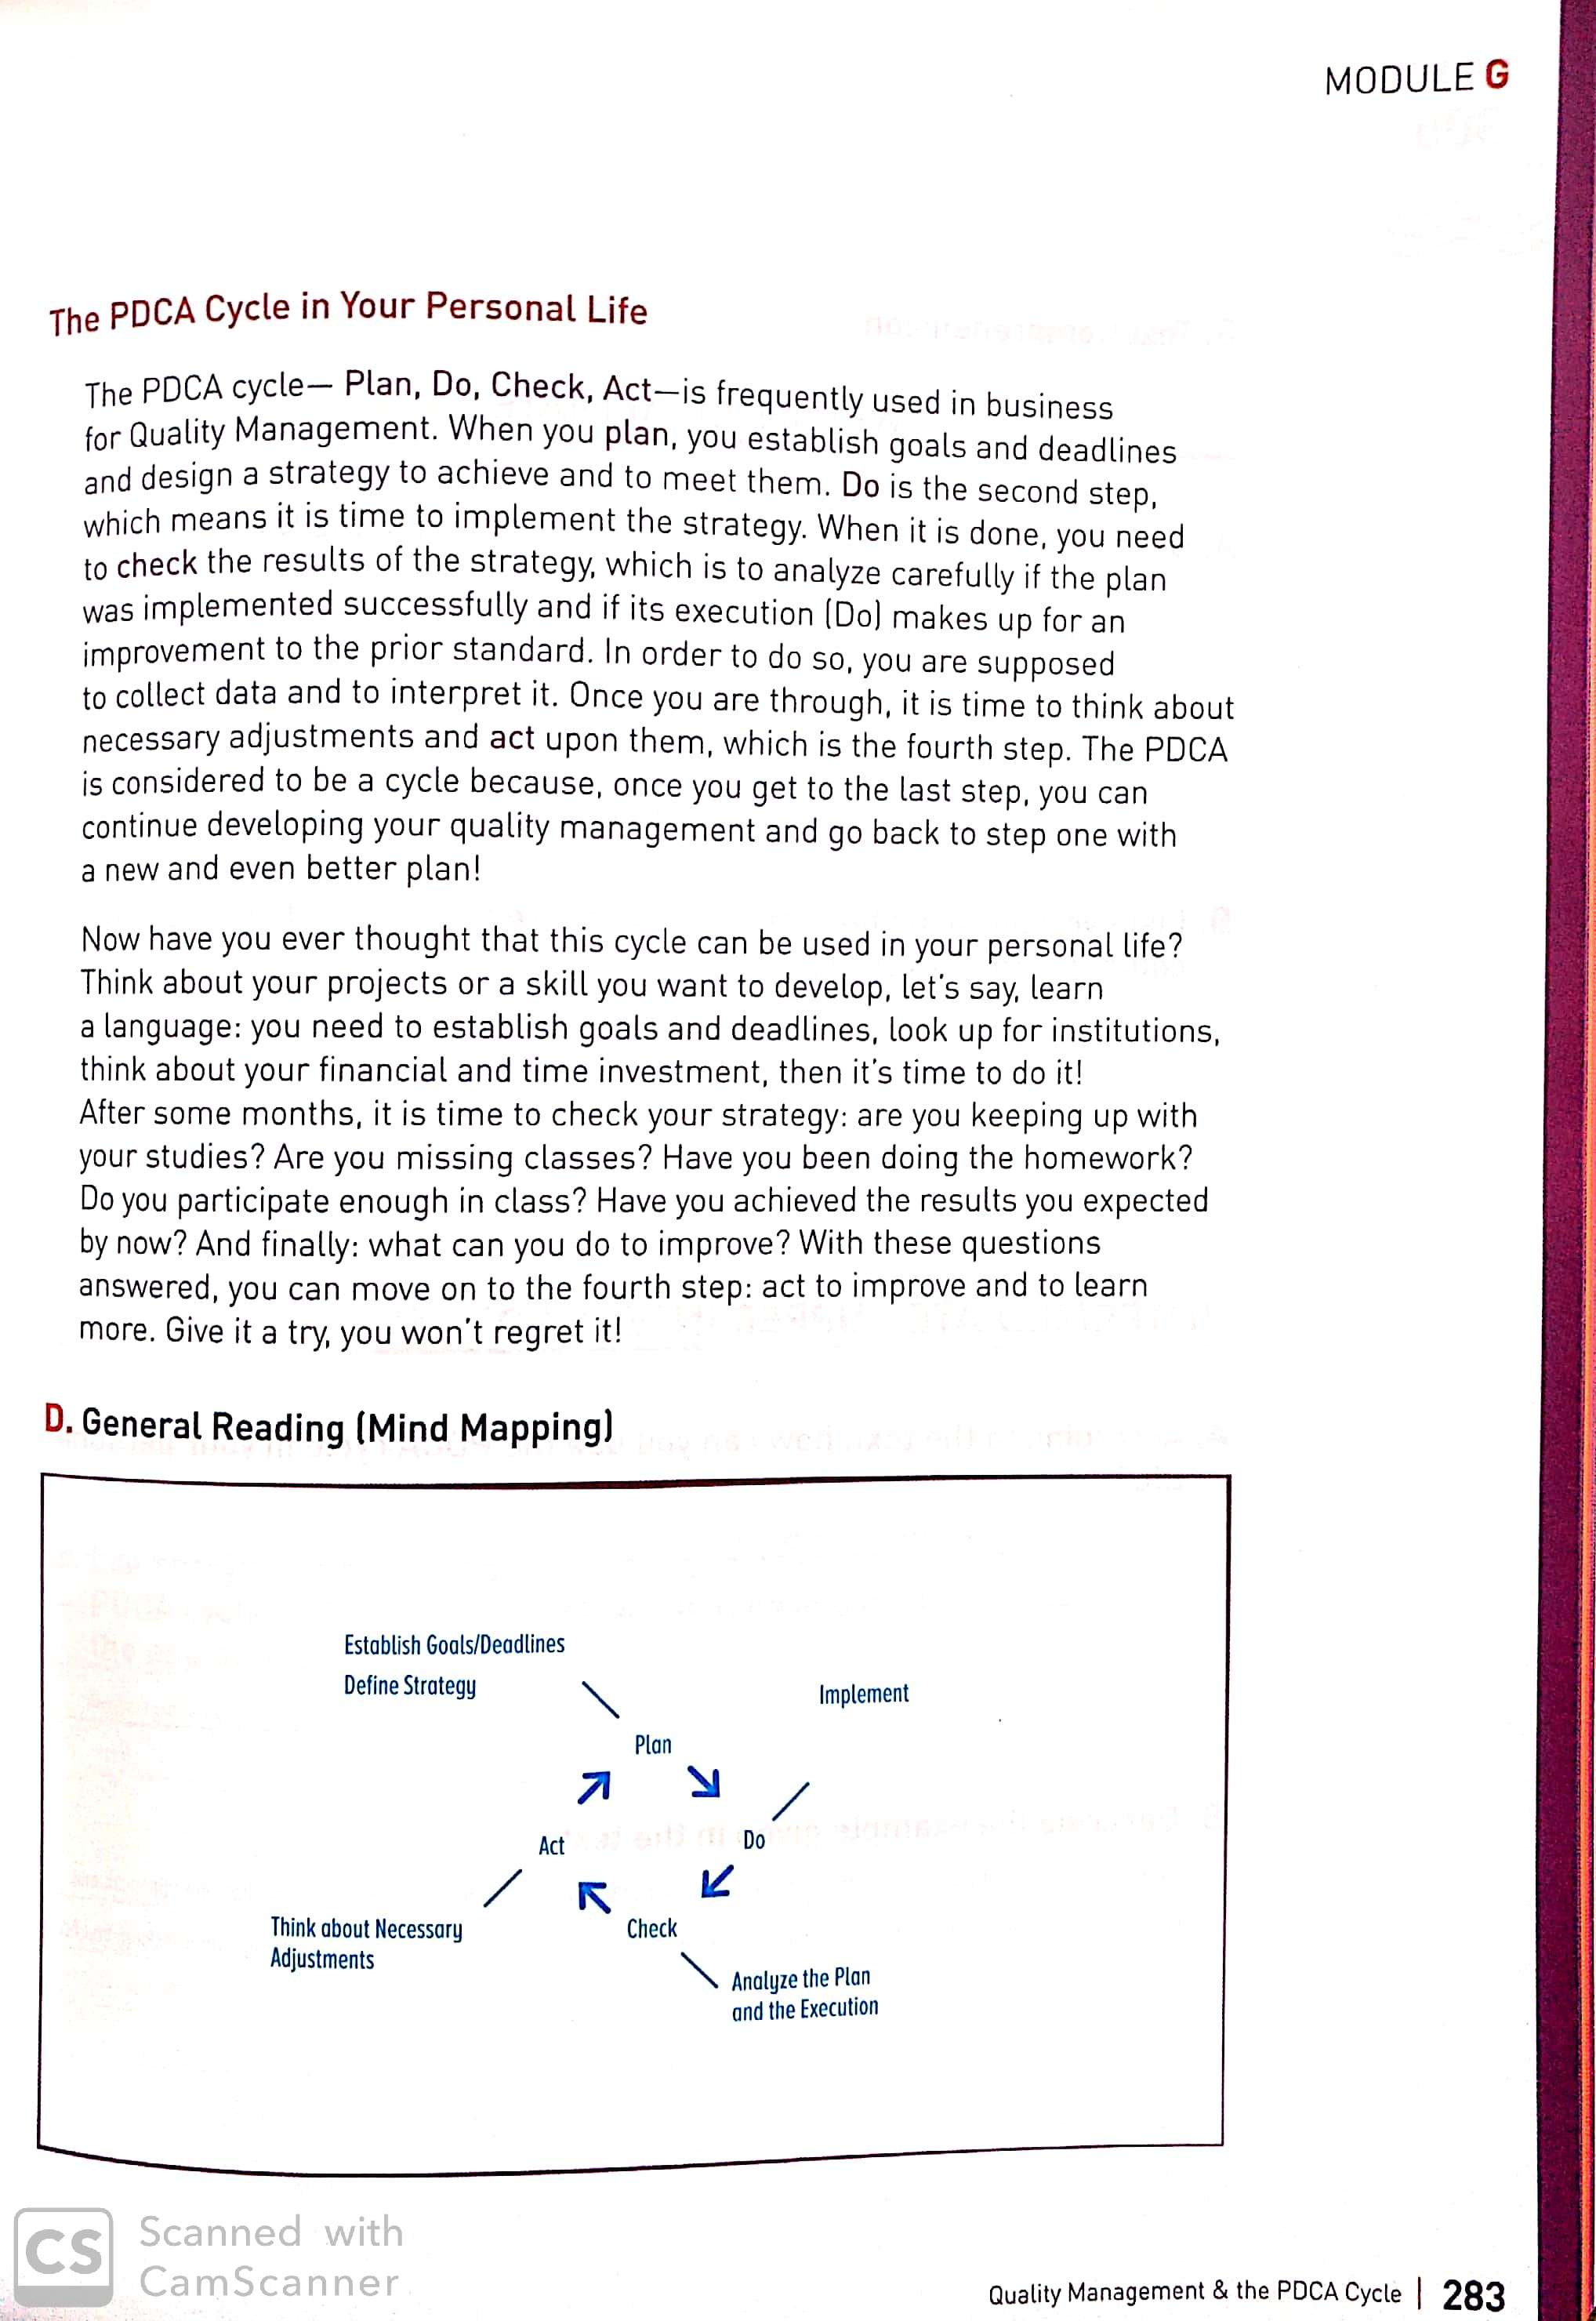 MODULE G
The PDCA Cycle in Your Personal Life
The PDCA cycle— Plan, Do, Check, Act—is frequently used in business
for Quality Management. When you plan, you establish goals and deadlines
and design a strategy to achieve and to meet them. Do is the second step,
which means it is time to implement the strategy. When it is done, you need
to check the results of the strategy, which is to analyze carefully if the plan
was implemented successfully and if its execution (Do) makes up for an
improvement to the prior standard. In order to do so, you are supposed
to collect data and to interpret it. Once you are through, it is time to think about
necessary adjustments and act upon them, which is the fourth step. The PDCA
is considered to be a cycle because, once you get to the last step, you can
continue developing your quality management and go back to step one with
a new and even better plan!
Now have you ever thought that this cycle can be used in your personal life?
Think about your projects or a skill you want to develop, let's say, learn
a language: you need to establish goals and deadlines, look up for institutions,
think about your financial and time investment, then it's time to do it!
After some months, it is time to check your strategy: are you keeping up with
your studies? Are you missing classes? Have you been doing the homework?
Do you participate enough in class? Have you achieved the results you expected
by now? And finally: what can you do to improve? With these questions
answered, you can move on to the fourth step: act to improve and to learn
more. Give it a try, you won't regret it!
D. General Reading (Mind Mapping)
Establish Goals/Deadlines
Define Strategy
Implement
Plan
Do
Act
Check
Think about Necessary
Adjustments
Analyze the Plan
and the Execution
CS
Scanned with
CamScanner
Quality Management & the PDCA Cycle | 283